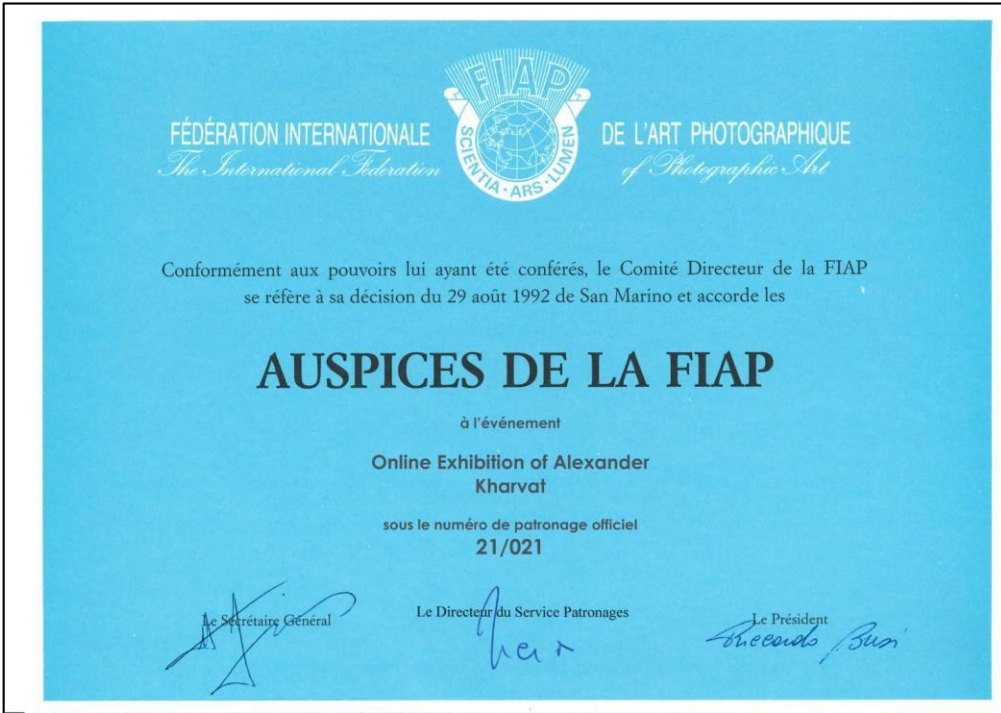 FIAP
SCIENTIA · ARS · LUMEN
FÉDÉRATION INTERNATIONALE
The International Federation
DE L'ART PHOTOGRAPHIQUE
of Photographic Art
Conformément aux pouvoirs lui ayant été conférés, le Comité Directeur de la FIAP
se réfère à sa décision du 29 août 1992 de San Marino et accorde les
AUSPICES DE LA FIAP
à l'événement
Online Exhibition of Alexander
Kharvat
sous le numéro de patronage officiel
21/021
Le Secrétaire Général
Le Directeur du Service Patronages
Le Président
Riccardo Busi